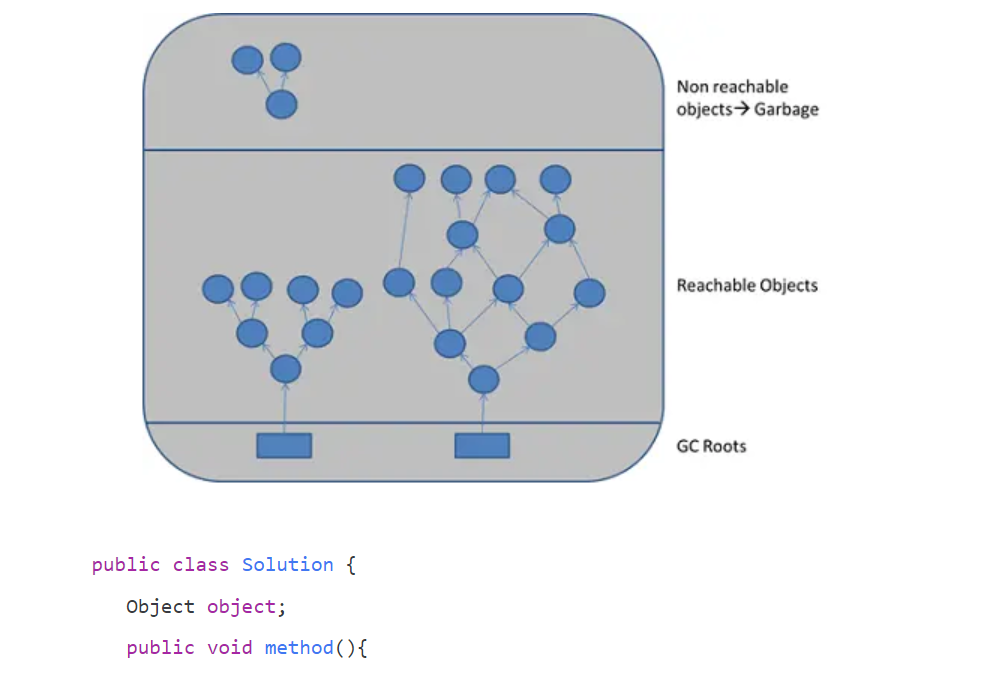 Non reachable
objects→ Garbage
Reachable Objects
GC Roots
public class Solution {
Object object;
public void method(){